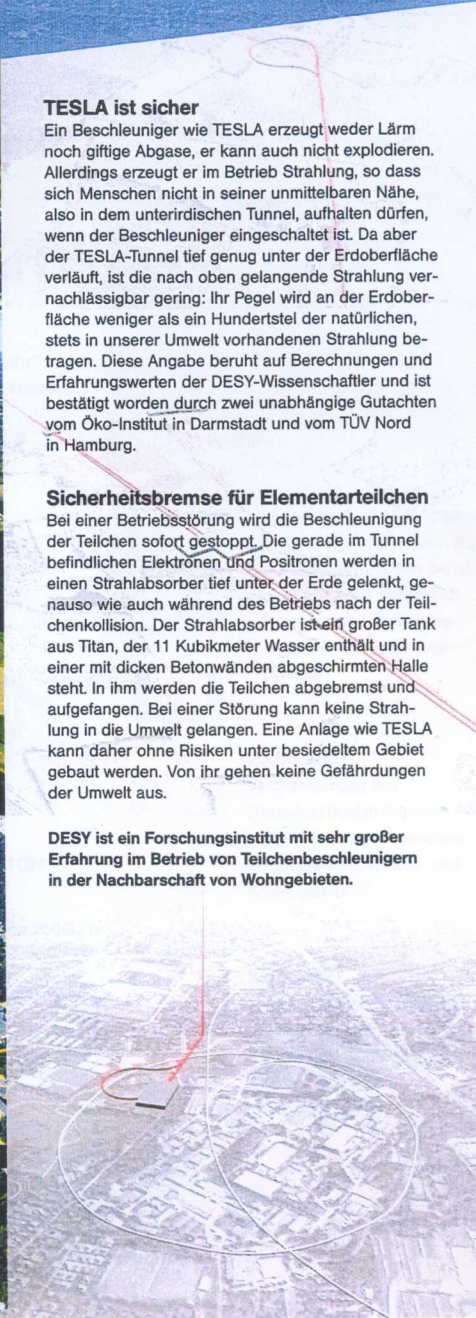 TESLA ist sicher
Ein Beschleuniger wie TESLA erzeugt weder Lärm
noch giftige Abgase, er kann auch nicht explodieren.
Allerdings erzeugt er im Betrieb Strahlung, so dass
sich Menschen nicht in seiner unmittelbaren Nähe,
also in dem unterirdischen Tunnel, aufhalten dürfen,
wenn der Beschleuniger eingeschaltet ist. Da aber
der TESLA-Tunnel tief genug unter der Erdoberfläche
verläuft, ist die nach oben gelangende Strahlung ver-
nachlässigbar gering: Ihr Pegel wird an der Erdober-
fläche weniger als ein Hundertstel der natürlichen,
stets in unserer Umwelt vorhandenen Strahlung be-
tragen. Diese Angabe beruht auf Berechnungen und
Erfahrungswerten der DESY-Wissenschaftler und ist
bestätigt worden durch zwei unabhängige Gutachten
vom Öko-Institut in Darmstadt und vom TÜV Nord
in Hamburg.
Sicherheitsbremse für Elementarteilchen
Bei einer Betriebsstörung wird die Beschleunigung
der Teilchen sofort gestoppt. Die gerade im Tunnel
befindlichen Elektronen und Positronen werden in
einen Strahlabsorber tief unter der Erde gelenkt, ge-
nauso wie auch während des Betriebs nach der Teil-
chenkollision. Der Strahlabsorber ist ein großer Tank
aus Titan, der 11 Kubikmeter Wasser enthält und in
einer mit dicken Betonwänden abgeschirmten Halle
steht. In ihm werden die Teilchen abgebremst und
aufgefangen. Bei einer Störung kann keine Strah-
lung in die Umwelt gelangen. Eine Anlage wie TESLA
kann daher ohne Risiken unter besiedeltem Gebiet
gebaut werden. Von ihr gehen keine Gefährdungen
der Umwelt aus.
DESY ist ein Forschungsinstitut mit sehr großer
Erfahrung im Betrieb von Teilchenbeschleunigern
in der Nachbarschaft von Wohngebieten.